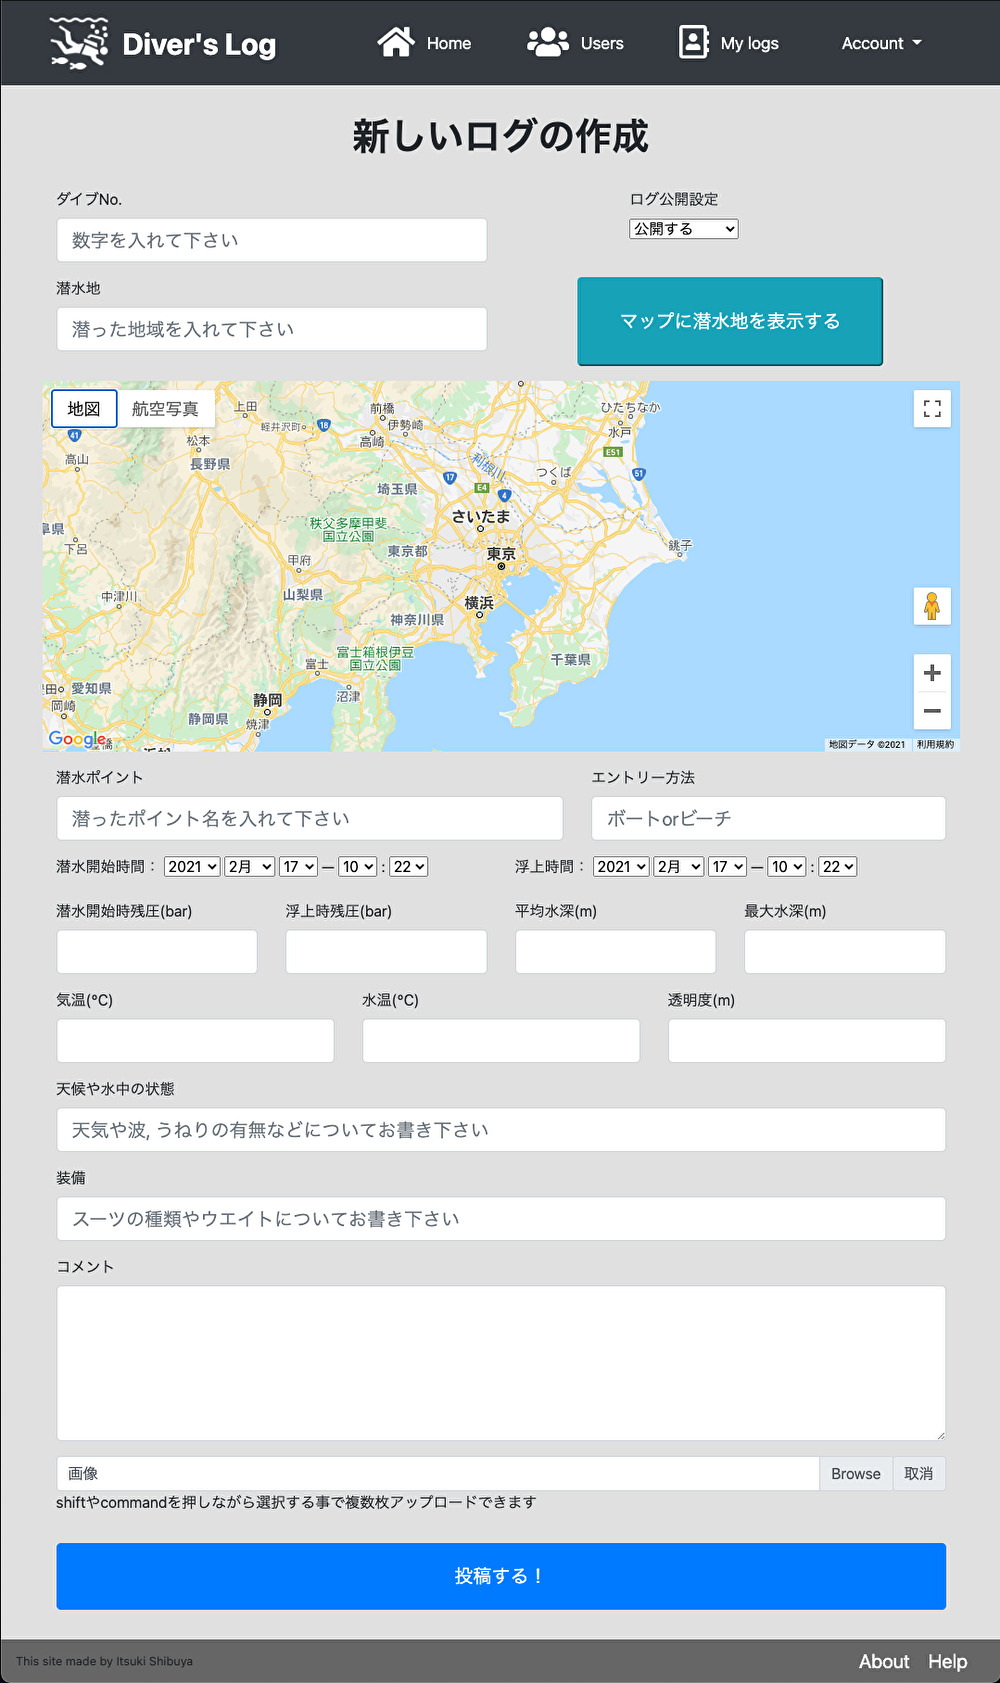 Diver's Log
Home
Users
My logs
Account
新しいログの作成
ダイブNo.
ログ公開設定
数字を入れて下さい
公開する
潜水地
潜った地域を入れて下さい
マップに潜水地を表示する
地図
航空写真
上田
前橋
ひたちなか
軽井沢町
18
伊勢崎
水戸
41
松本
高崎
E51
高山
長野県
利根川
つくば
51
17
E4
埼玉県
4
さいたま
秩父多摩甲斐
国立公園
阜県
下呂
東京都
東京
銚子
甲府
中津川
山梨県
横浜
神奈川県
富士箱根伊豆
国立公園
千葉県
富士
愛知県
沼津
静岡
岡崎
静岡県
焼津
Google
地図データ ©2021
利用規約
潜水ポイント
エントリー方法
潜ったポイント名を入れて下さい
ボートorビーチ
潜水開始時間： 2021 2月 17 — 10 : 22
浮上時間： 2021 2月 17 — 10 : 22
潜水開始時残圧(bar)
浮上時残圧(bar)
平均水深(m)
最大水深(m)
気温(°C)
水温(°C)
透明度(m)
天候や水中の状態
天気や波, うねりの有無などについてお書き下さい
装備
スーツの種類やウエイトについてお書き下さい
コメント
画像
Browse
取消
shiftやcommandを押しながら選択する事で複数枚アップロードできます
投稿する！
This site made by Itsuki Shibuya
About
Help